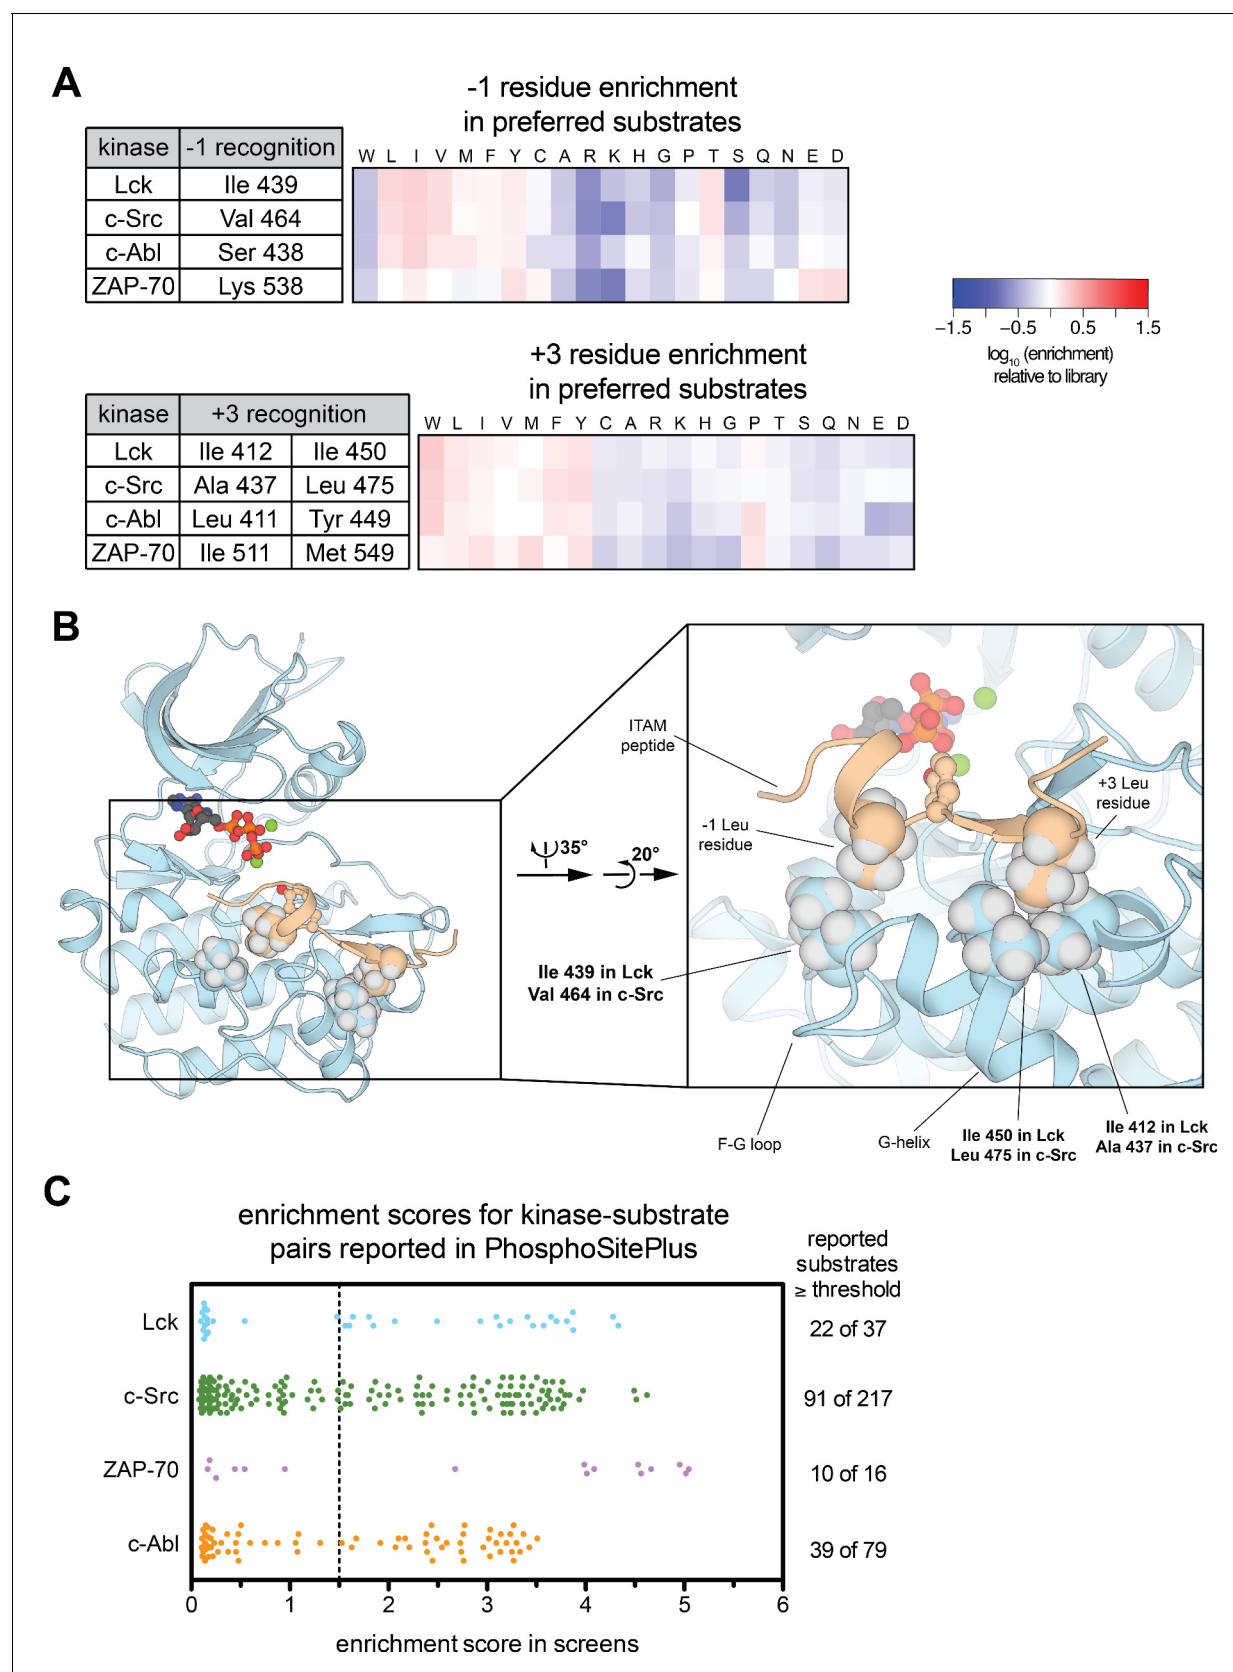 A
-1 residue enrichment
in preferred substrates
kinase -1 recognition
W L I V M F Y C A R K H G P T S Q N E D
Lck Ile 439
c-Src Val 464
c-Abl Ser 438
ZAP-70 Lys 538
−1.5 −0.5 0.5 1.5
log10 (enrichment)
relative to library
+3 residue enrichment
in preferred substrates
kinase +3 recognition
W L I V M F Y C A R K H G P T S Q N E D
Lck Ile 412 Ile 450
c-Src Ala 437 Leu 475
c-Abl Leu 411 Tyr 449
ZAP-70 Ile 511 Met 549
B
ITAM
peptide
+3 Leu
residue
-1 Leu
residue
35°
20°
Ile 439 in Lck
Val 464 in c-Src
F-G loop
G-helix
Ile 450 in Lck
Leu 475 in c-Src
Ile 412 in Lck
Ala 437 in c-Src
C
enrichment scores for kinase-substrate
pairs reported in PhosphoSitePlus
reported
substrates
≥ threshold
Lck 22 of 37
c-Src 91 of 217
ZAP-70 10 of 16
c-Abl 39 of 79
0 1 2 3 4 5 6
enrichment score in screens